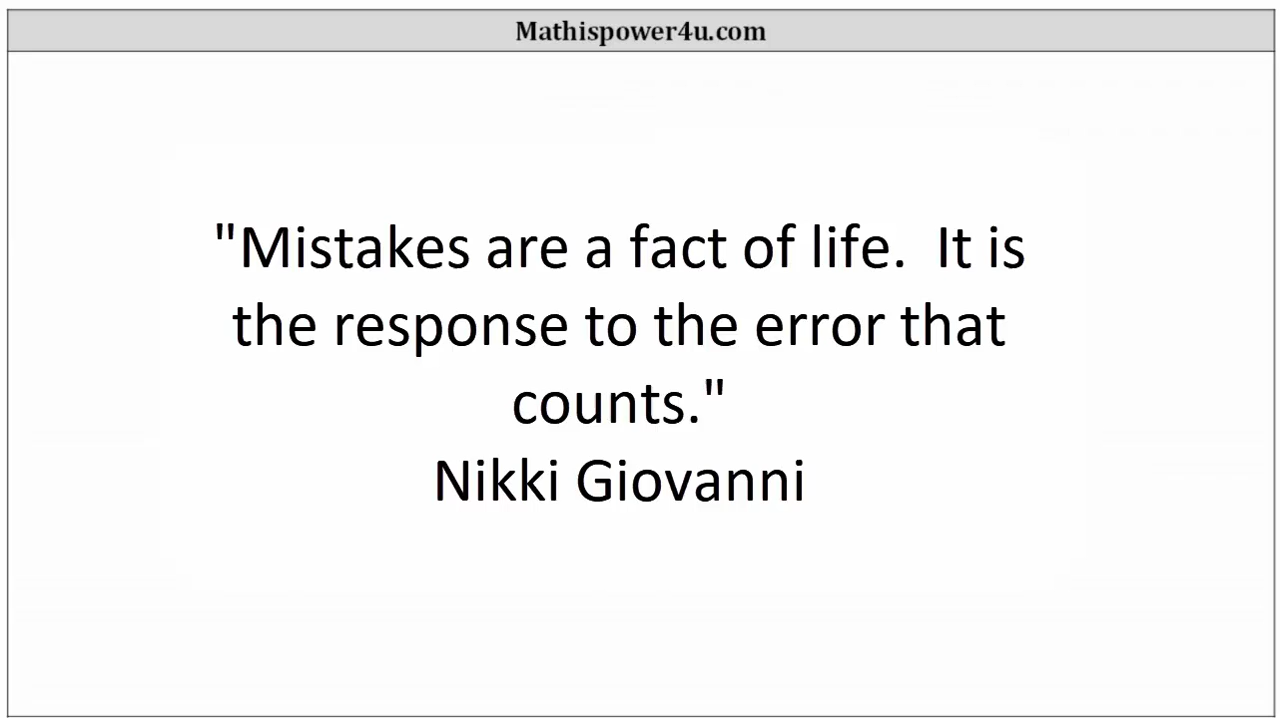 Mathispower4u.com
"Mistakes are a fact of life.  It is
the response to the error that
counts."
Nikki Giovanni